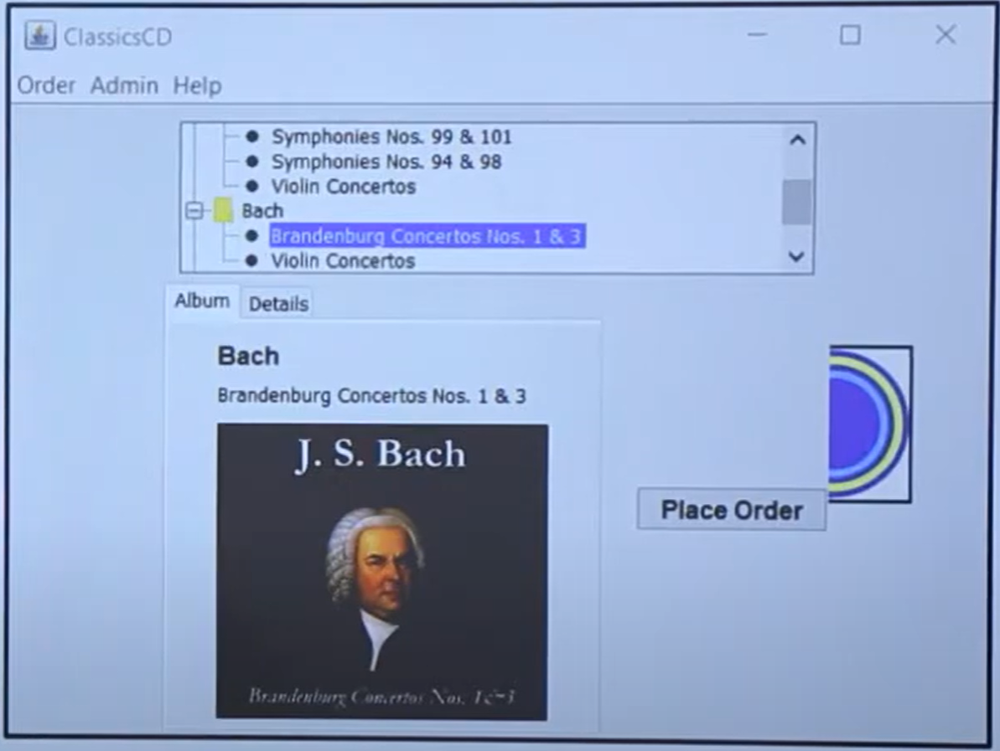 ClassicsCD
Order Admin Help
Symphonies Nos. 99 & 101
Symphonies Nos. 94 & 98
Violin Concertos
Bach
Brandenburg Concertos Nos. 1 & 3
Violin Concertos
Album Details
Bach
Brandenburg Concertos Nos. 1 & 3
J. S. Bach
Place Order
Brandenburg Concertos Nos. 1 & 3